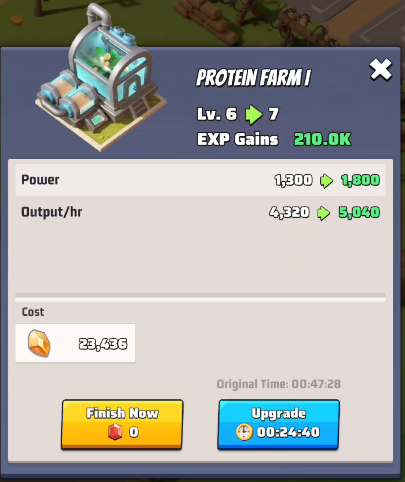 PROTEIN FARM I
Lv. 6 7
EXP Gains 210.0K
Power 1,300 1,800
Output/hr 4,320 5,040
Cost
23,436
Original Time: 00:47:28
Finish Now
0
Upgrade
00:24:40